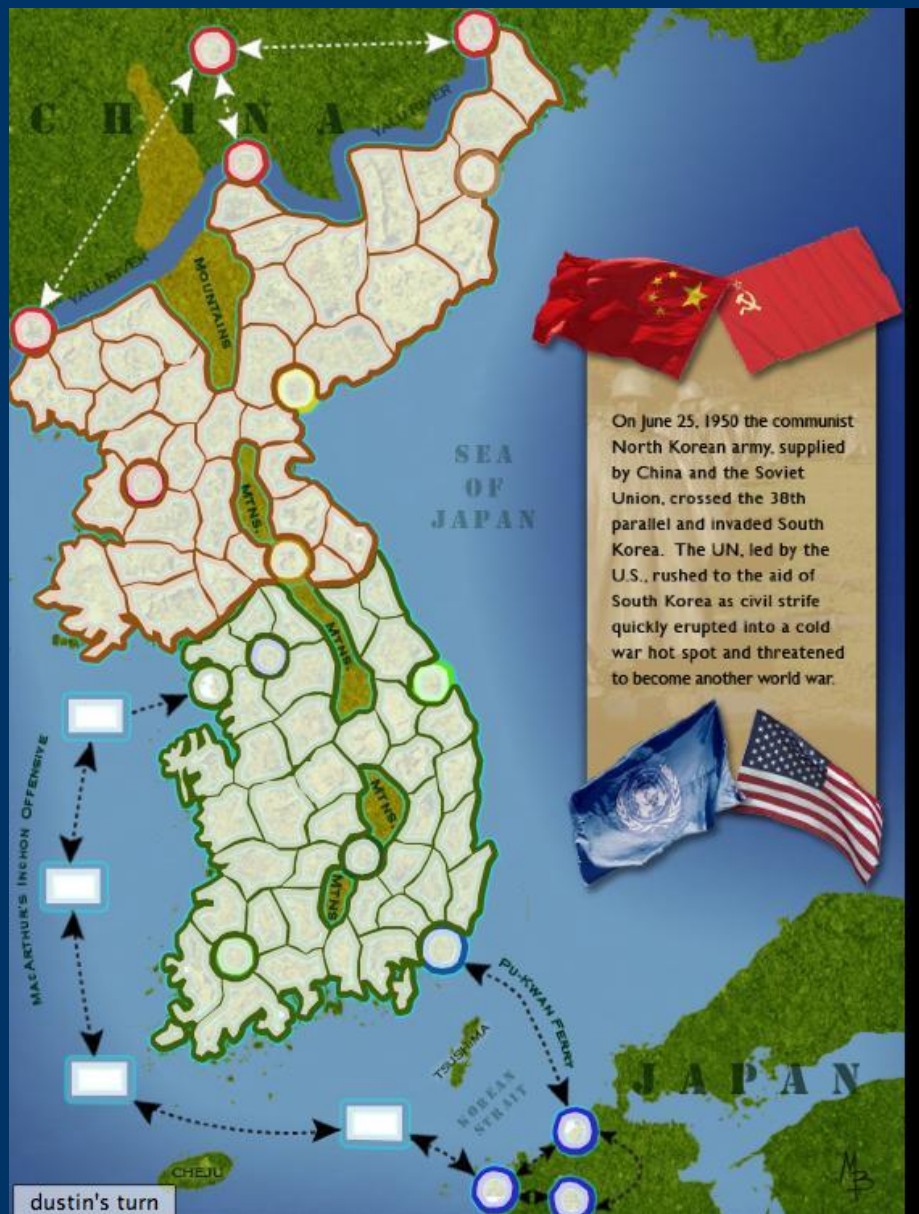 CHINA
YALU RIVER
YALU RIVER
MOUNTAINS
MTNS.
SEA
OF
JAPAN
On June 25, 1950 the communist
North Korean army, supplied
by China and the Soviet
Union, crossed the 38th
parallel and invaded South
Korea. The UN, led by the
U.S., rushed to the aid of
South Korea as civil strife
quickly erupted into a cold
war hot spot and threatened
to become another world war.
MTNS.
MACARTHUR'S INCHON OFFENSIVE
MTNS
MTNS
PU-KWAN FERRY
TSUSHIMA
KOREAN
STRAIT
JAPAN
CHEJU
MB
dustin's turn